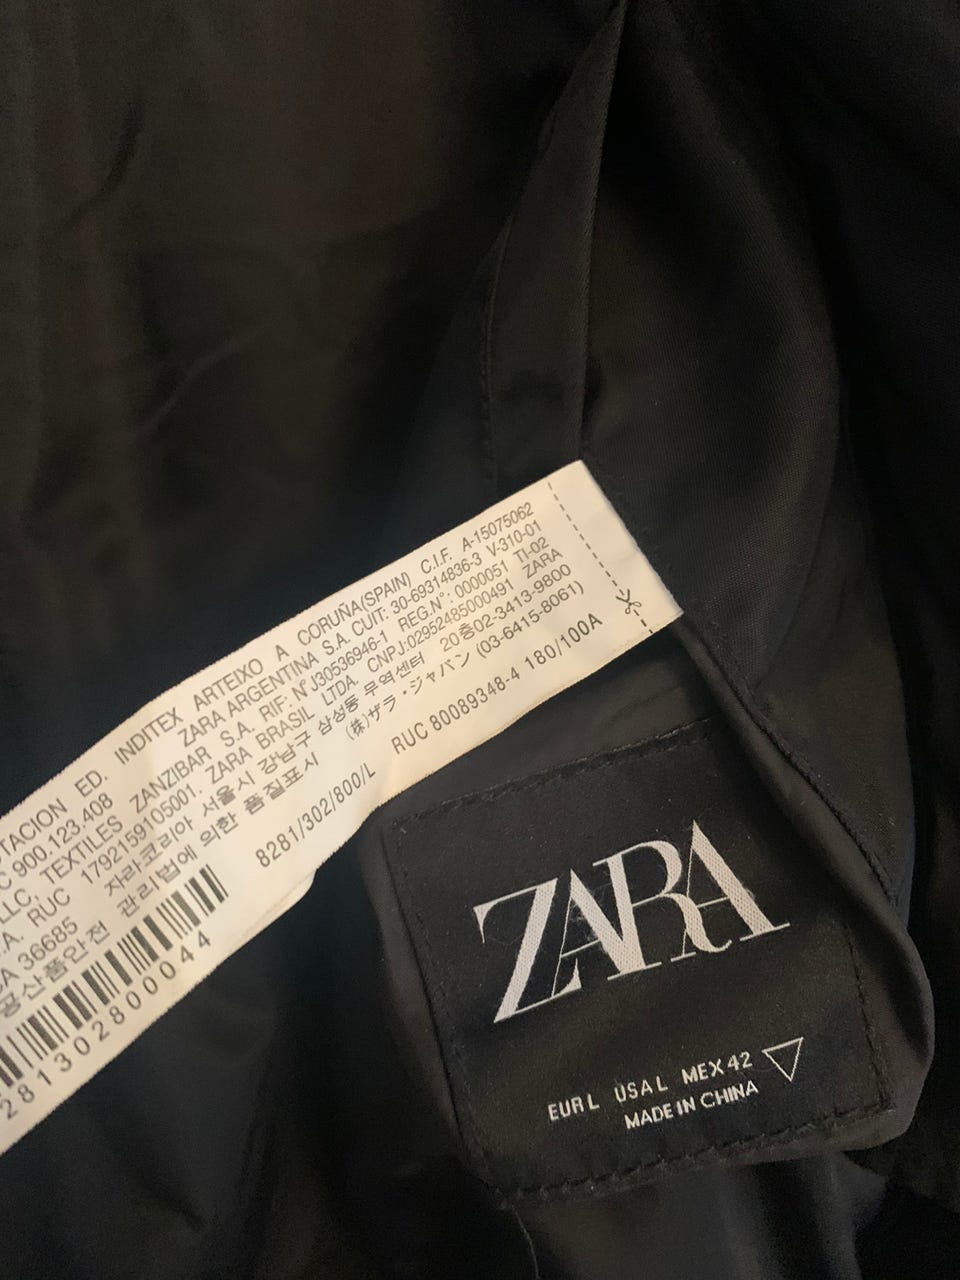 TACION ED. INDITEX ARTEIXO A CORUÑA(SPAIN) C.I.F. A-15075062
C 900.123.408 ZARA ARGENTINA S.A. CUIT: 30-69314836-3 V-310-01
LLC, TEXTILES ZANZIBAR S.A. RIF: NºJ30536946-1 REG.Nº: 0000051 TI-02
.A. RUC 1792159105001. ZARA BRASIL LTDA. CNPJ:02952485000491 ZARA
SA 36685 자라코리아 서울시 강남구 삼성동 무역센터 20층02-3413-9800
공산품안전 관리법에 의한 품질표시 (株)ザラ・ジャパン (03-6415-8061)
RUC 80089348-4 180/100A
8281/302/800/L
281302800044
ZARA
EUR L USA L MEX 42
MADE IN CHINA